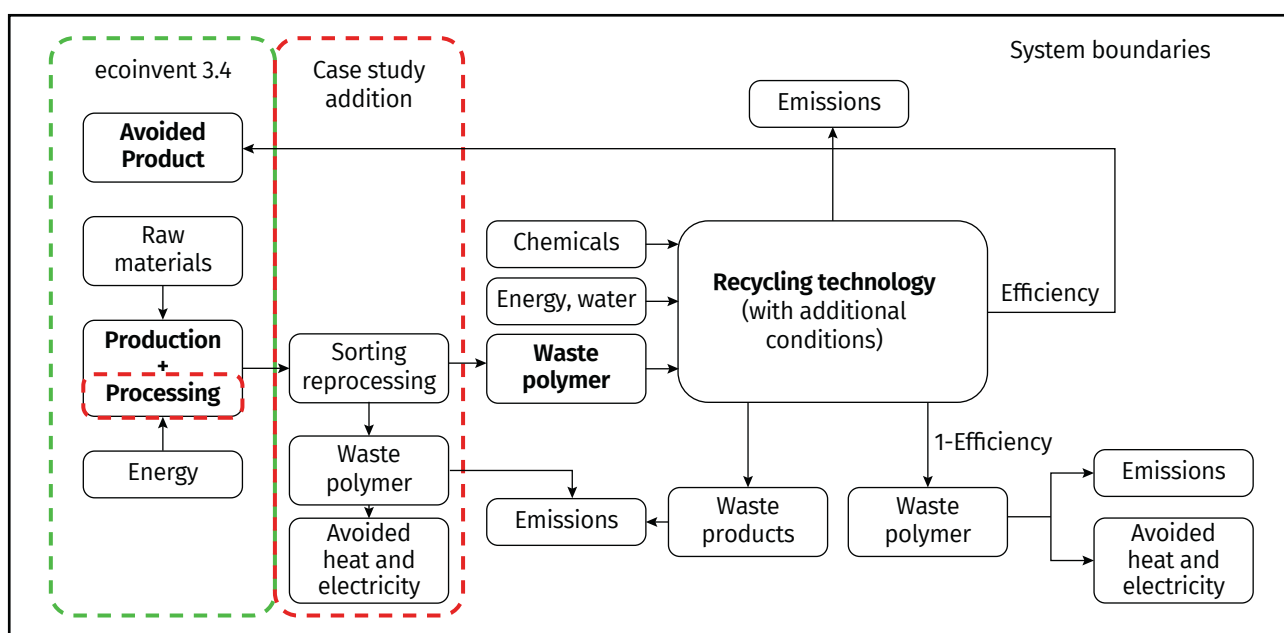 ecoinvent 3.4
Case study
addition
System boundaries
Emissions
Avoided
Product
Raw
materials
Chemicals
Energy, water
Recycling technology
(with additional
conditions)
Efficiency
Production
+
Processing
Sorting
reprocessing
Waste
polymer
Energy
Waste
polymer
Avoided
heat and
electricity
Emissions
Waste
products
1-Efficiency
Waste
polymer
Emissions
Avoided
heat and
electricity